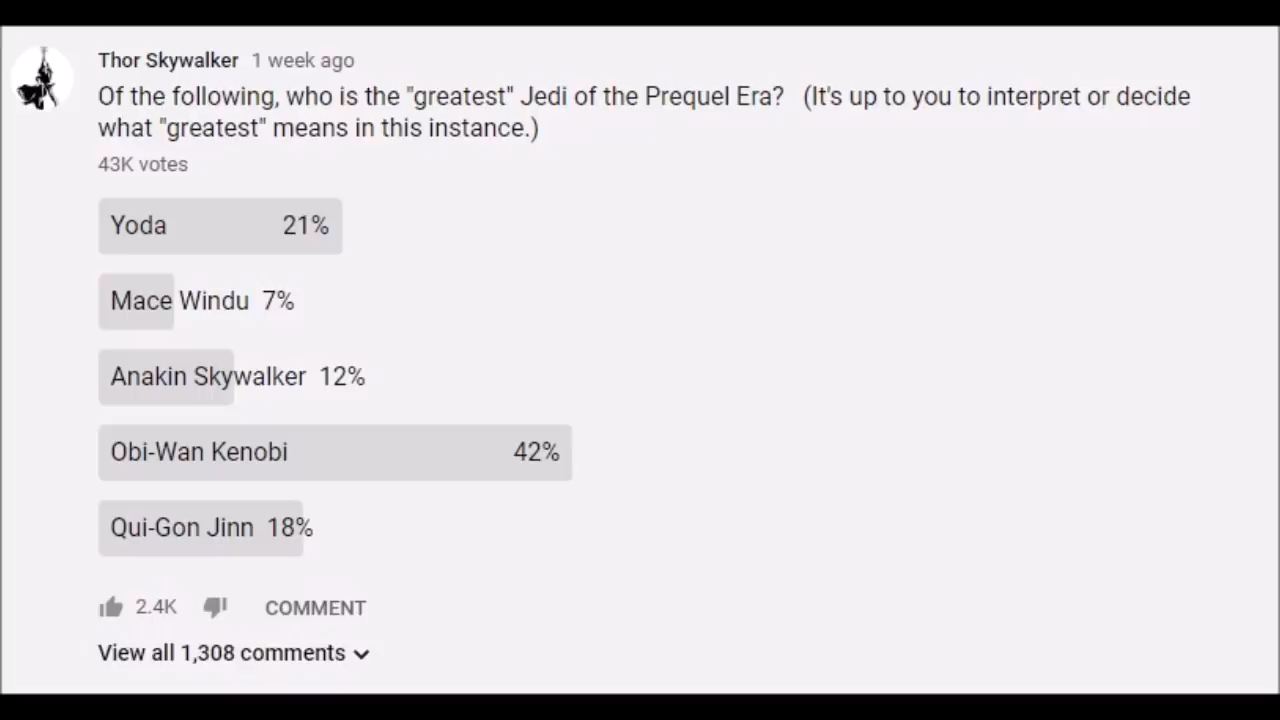 Thor Skywalker 1 week ago
Of the following, who is the "greatest" Jedi of the Prequel Era? (It's up to you to interpret or decide
what "greatest" means in this instance.)
43K votes
Yoda 21%
Mace Windu 7%
Anakin Skywalker 12%
Obi-Wan Kenobi 42%
Qui-Gon Jinn 18%
2.4K COMMENT
View all 1,308 comments